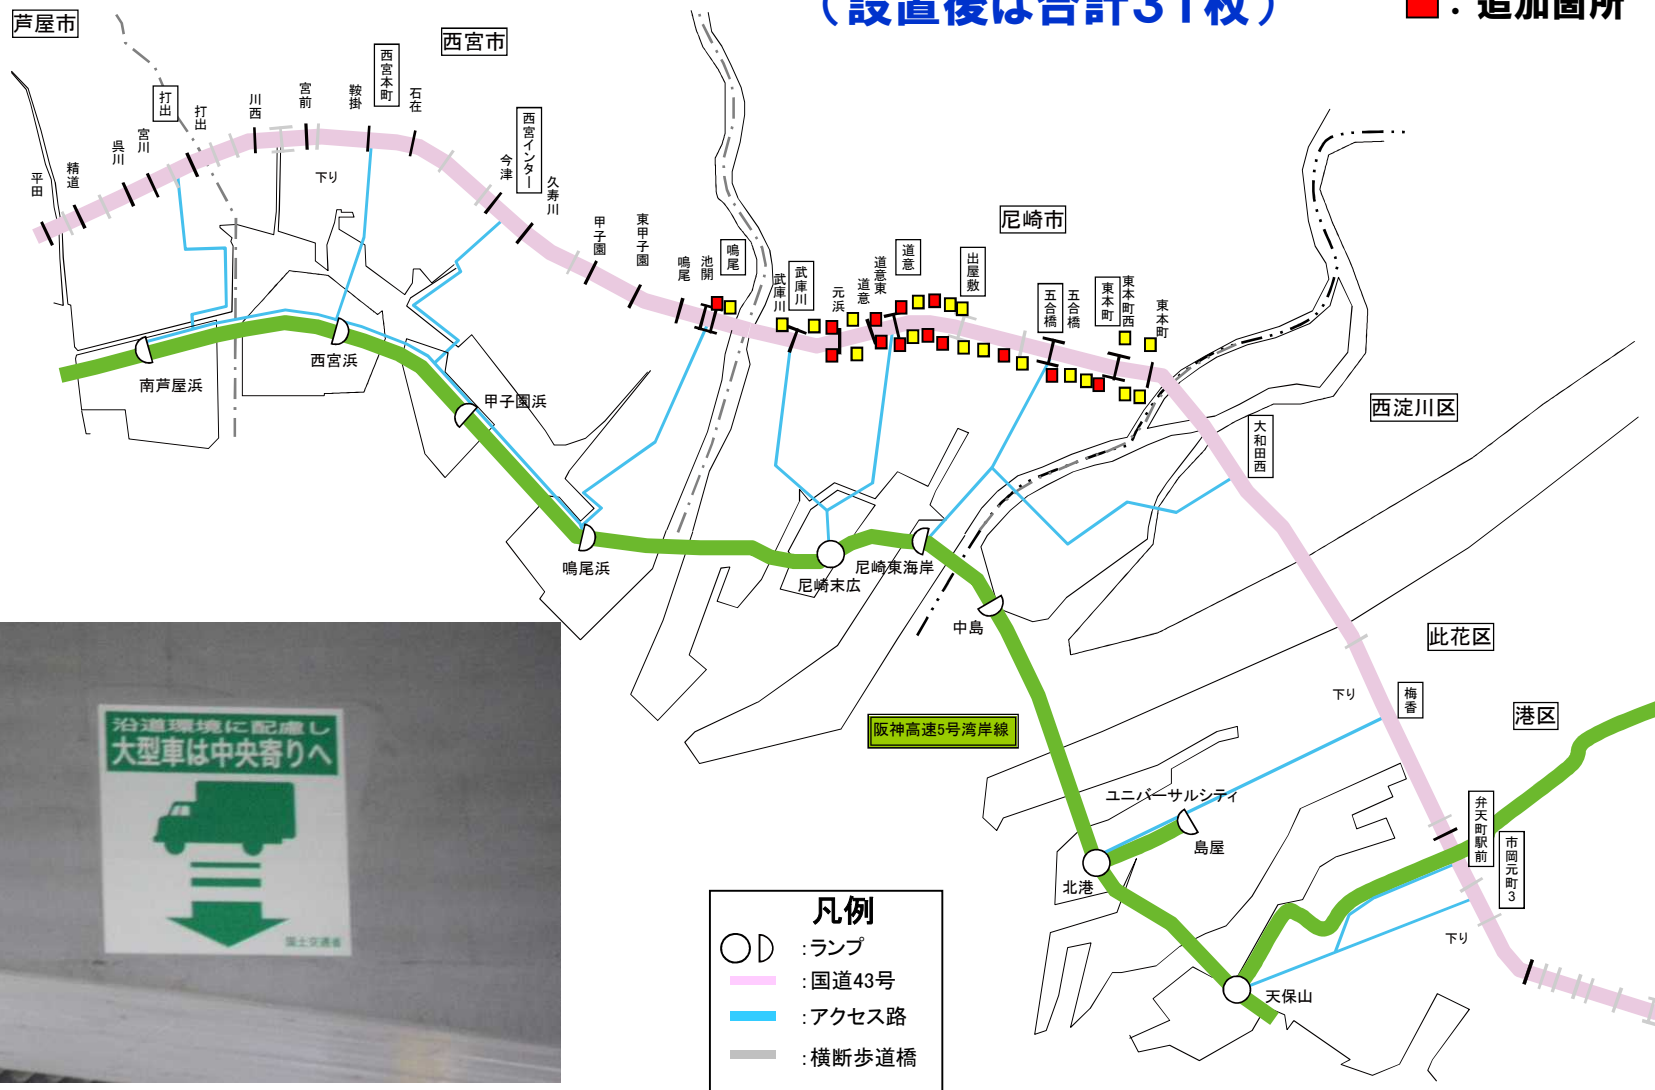 （設置後は合計31枚）
：追加箇所
芦屋市
西宮市
尼崎市
西淀川区
此花区
港区
平田
精道
呉川
宮川
打出
打出
川西
宮前
鞍掛
西宮本町
石在
下り
今津
西宮インター
久寿川
甲子園
東甲子園
鳴尾
池開
鳴尾
武庫川
武庫川
元浜
道意
道意東
道意
出屋敷
五合橋
五合橋
東本町
東本町西
東本町
大和田西
南芦屋浜
西宮浜
甲子園浜
鳴尾浜
尼崎末広
尼崎東海岸
中島
阪神高速5号湾岸線
下り
梅香
ユニバーサルシティ
島屋
北港
弁天町駅前
市岡元町3
下り
天保山
沿道環境に配慮し
大型車は中央寄りへ
国土交通省
凡例
：ランプ
：国道43号
：アクセス路
：横断歩道橋